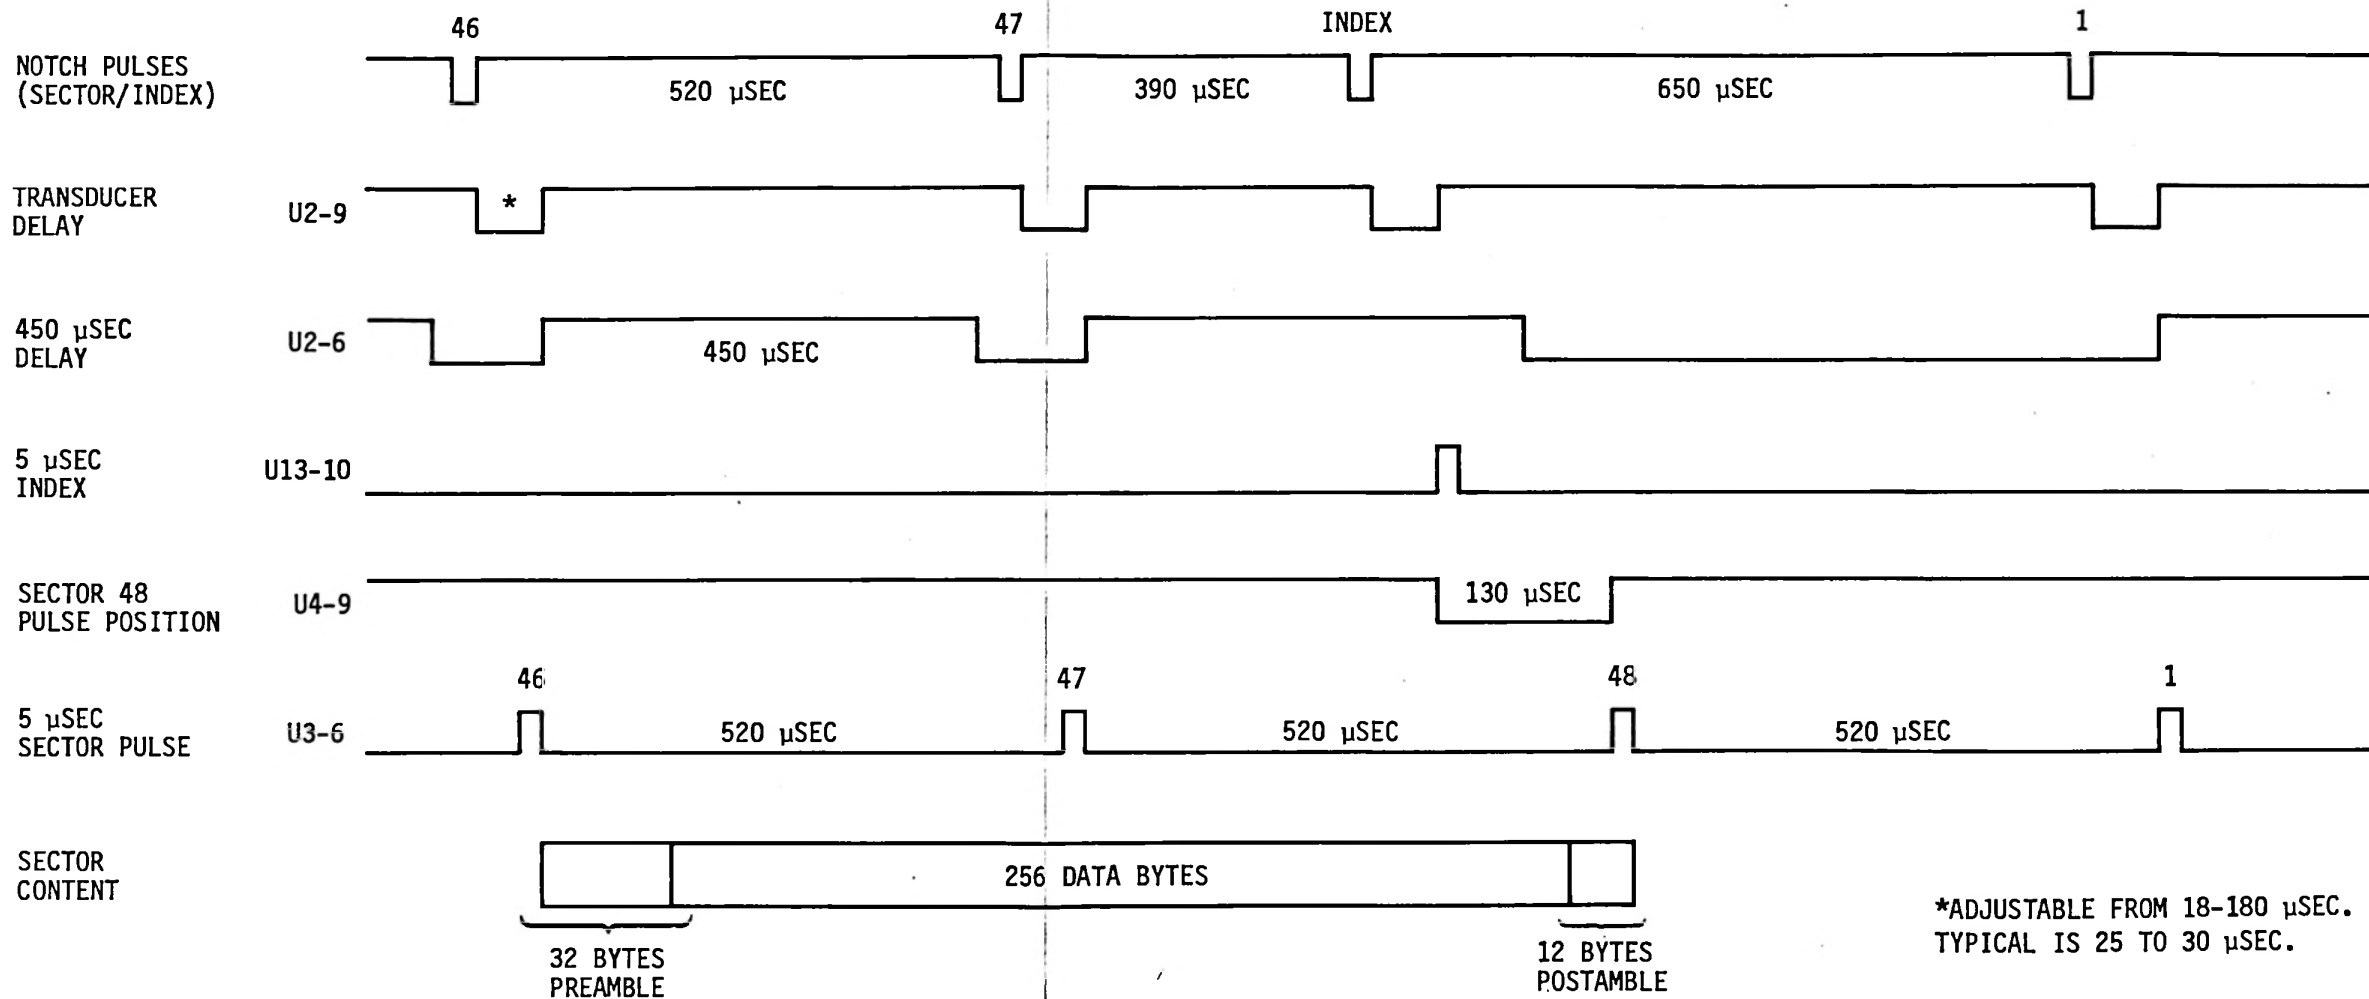 46 47 INDEX 1
NOTCH PULSES
(SECTOR/INDEX)
520 µSEC 390 µSEC 650 µSEC
TRANSDUCER
DELAY
U2-9
*
450 µSEC
DELAY
U2-6
450 µSEC
5 µSEC
INDEX
U13-10
SECTOR 48
PULSE POSITION
U4-9
130 µSEC
46 47 48 1
5 µSEC
SECTOR PULSE
U3-6
520 µSEC 520 µSEC 520 µSEC
SECTOR
CONTENT
256 DATA BYTES
32 BYTES
PREAMBLE
12 BYTES
POSTAMBLE
*ADJUSTABLE FROM 18-180 µSEC.
TYPICAL IS 25 TO 30 µSEC.